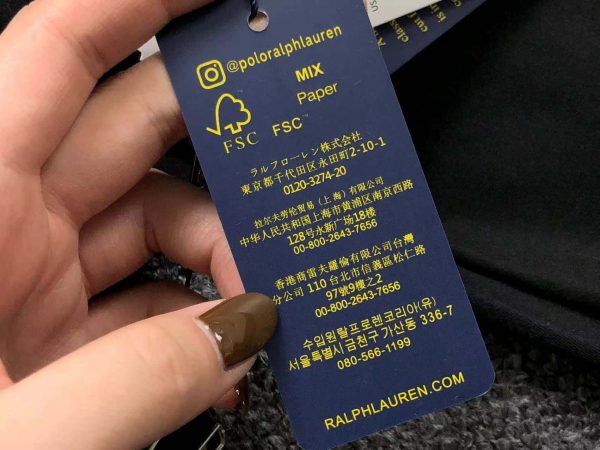 @poloralphlauren
MIX
Paper
FSC
FSC™
ラルフローレン株式会社
東京都千代田区永田町2-10-1
0120-3274-20
拉尔夫劳伦贸易(上海)有限公司
中华人民共和国上海市黄浦区南京西路
128号永新广场18楼
00-800-2643-7656
香港商雷夫羅倫有限公司台灣
分公司 110 台北市信義區松仁路
97號9樓之2
00-800-2643-7656
수입원랄프로렌코리아(유)
서울특별시 금천구 가산동 336-7
080-566-1199
RALPHLAUREN.COM